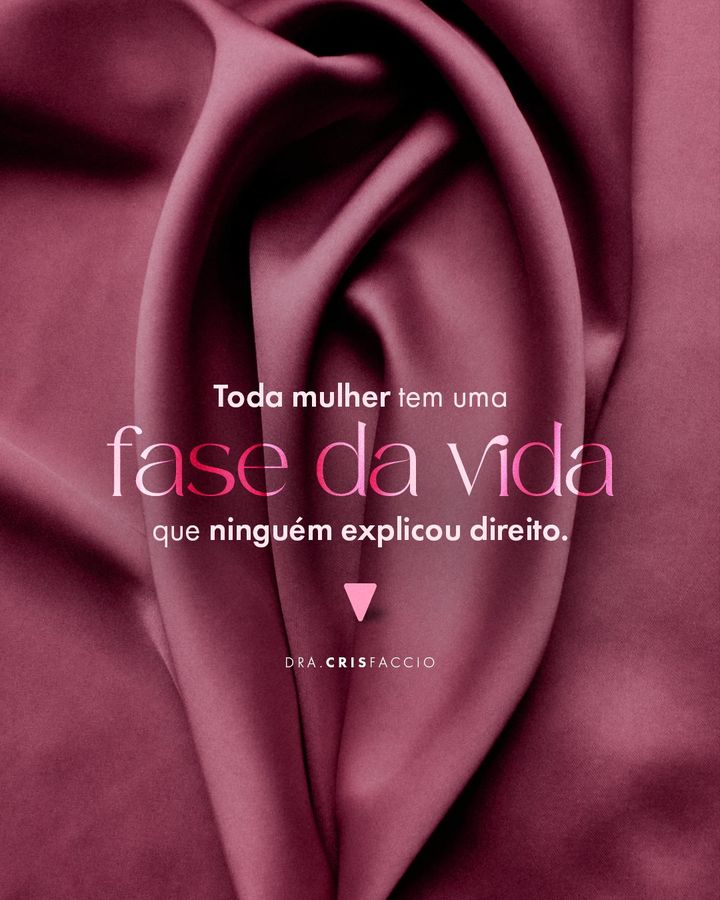 Toda mulher tem uma
fase da vida
que ninguém explicou direito.
DRA.CRISFACCIO